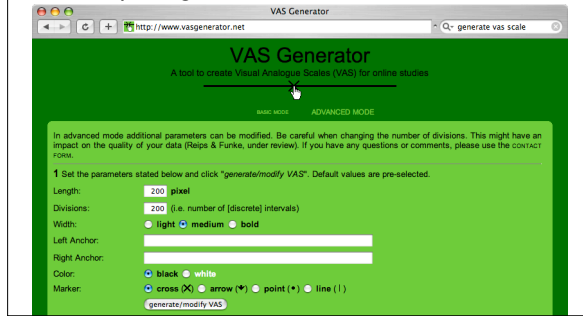 VAS Generator
http://www.vasgenerator.net
generate vas scale
VAS Generator
A tool to create Visual Analogue Scales (VAS) for online studies
BASIC MODE ADVANCED MODE
In advanced mode additional parameters can be modified. Be careful when changing the number of divisions. This might have an
impact on the quality of your data (Reips & Funke, under review). If you have any questions or comments, please use the CONTACT
FORM.
1 Set the parameters stated below and click "generate/modify VAS". Default values are pre-selected.
Length: 200 pixel
Divisions: 200 (i.e. number of [discrete] intervals)
Width: light medium bold
Left Anchor:
Right Anchor:
Color: black white
Marker: cross (X) arrow (🡫) point (•) line ( | )
generate/modify VAS